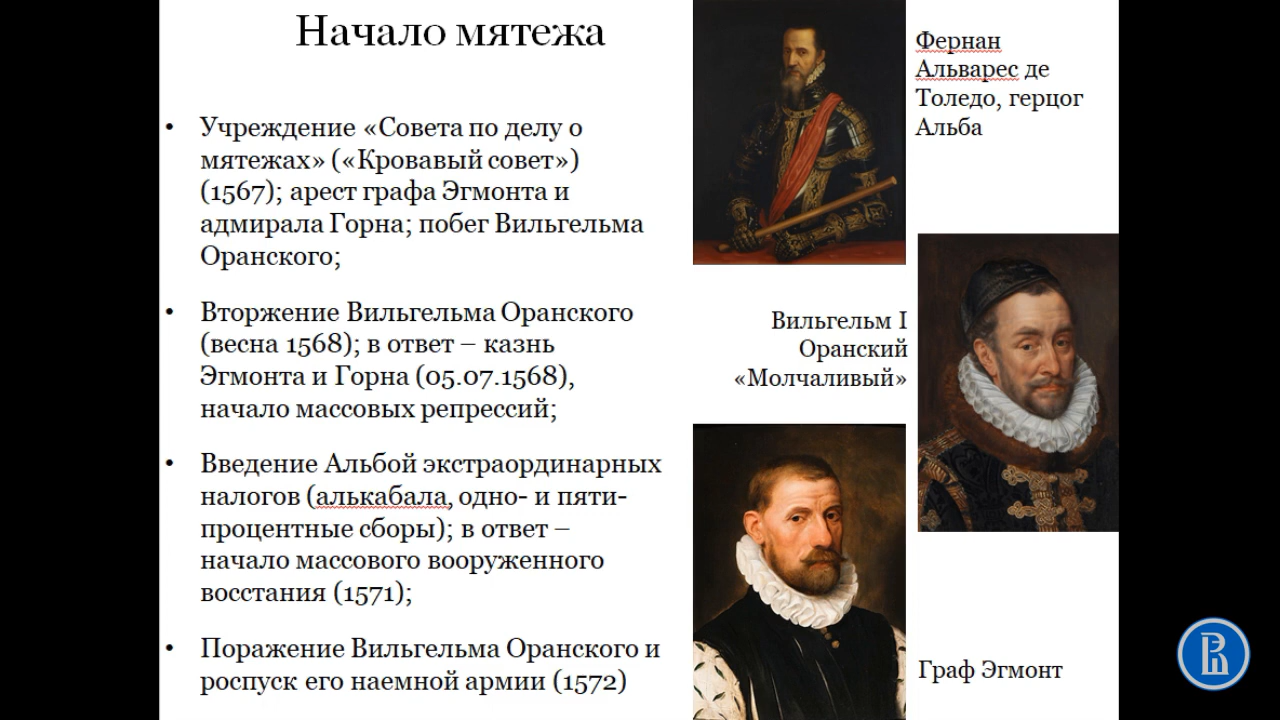 Начало мятежа
• Учреждение «Совета по делу о
мятежах» («Кровавый совет»)
(1567); арест графа Эгмонта и
адмирала Горна; побег Вильгельма
Оранского;
• Вторжение Вильгельма Оранского
(весна 1568); в ответ – казнь
Эгмонта и Горна (05.07.1568),
начало массовых репрессий;
• Введение Альбой экстраординарных
налогов (алькабала, одно- и пяти-
процентные сборы); в ответ –
начало массового вооруженного
восстания (1571);
• Поражение Вильгельма Оранского и
роспуск его наемной армии (1572)
Фернан
Альварес де
Толедо, герцог
Альба
Вильгельм I
Оранский
«Молчаливый»
Граф Эгмонт